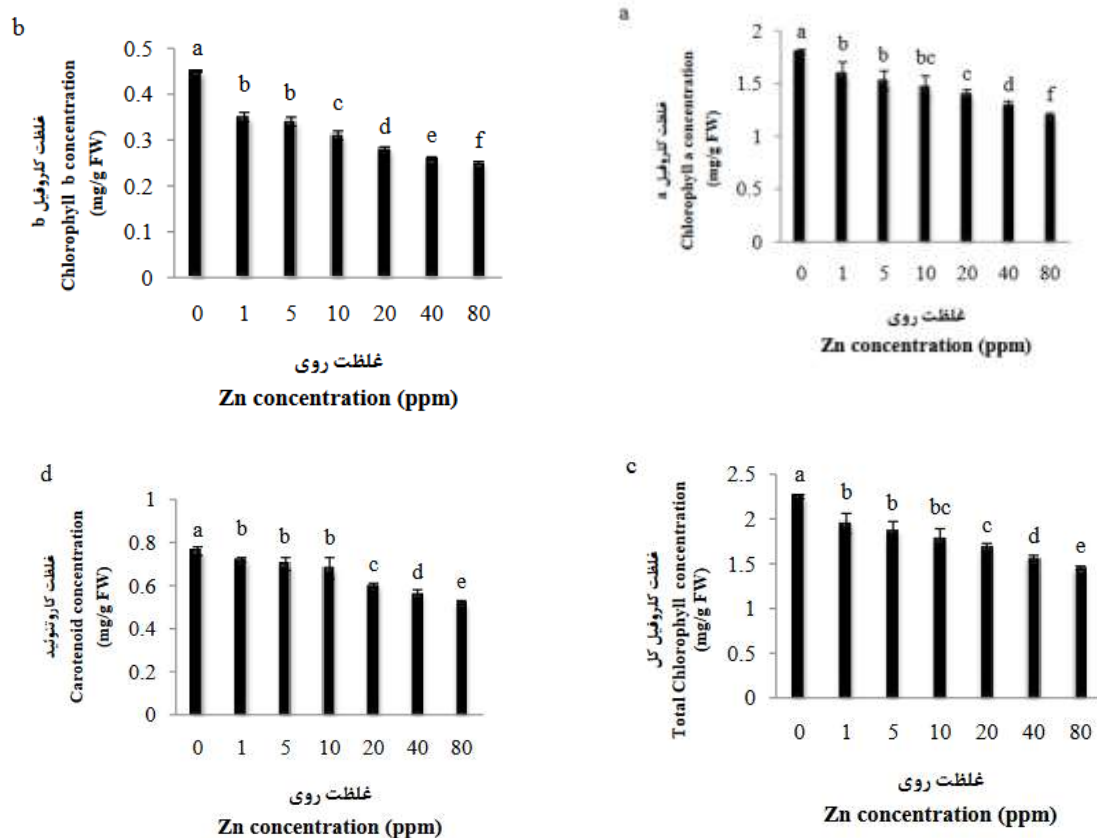 b
غلظت کلروفیل b
Chlorophyll b concentration
(mg/g FW)
0.5
0.4
0.3
0.2
0.1
0
a
b
b
c
d
e
f
0 1 5 10 20 40 80
غلظت روی
Zn concentration (ppm)
a
غلظت کلروفیل a
Chlorophyll a concentration
(mg/g FW)
2
1.5
1
0.5
0
a
b
b
bc
c
d
f
0 1 5 10 20 40 80
غلظت روی
Zn concentration (ppm)
d
غلظت کاروتنوئید
Carotenoid concentration
(mg/g FW)
1
0.8
0.6
0.4
0.2
0
a
b
b
b
c
d
e
0 1 5 10 20 40 80
غلظت روی
Zn concentration (ppm)
c
غلظت کلروفیل کل
Total Chlorophyll concentration
(mg/g FW)
2.5
2
1.5
1
0.5
0
a
b
b
bc
c
d
e
0 1 5 10 20 40 80
غلظت روی
Zn concentration (ppm)